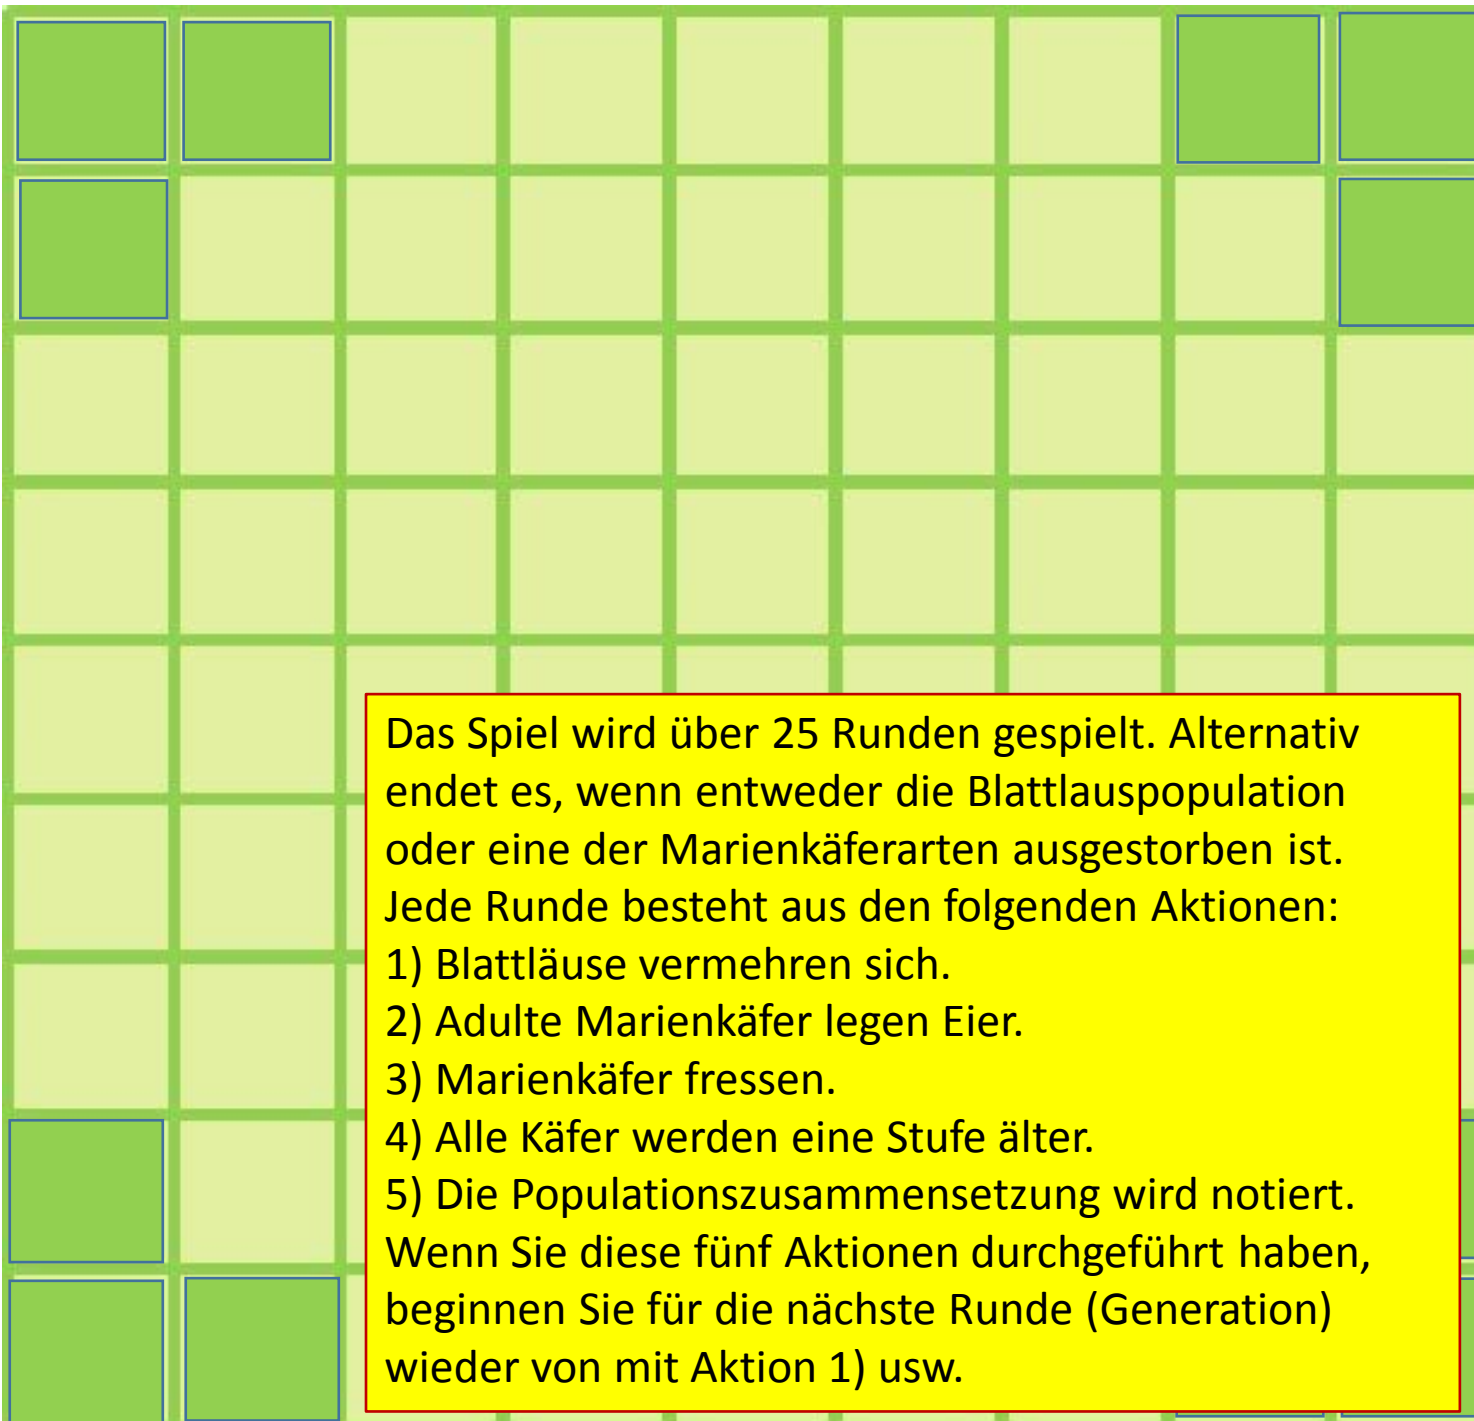 Das Spiel wird über 25 Runden gespielt. Alternativ
endet es, wenn entweder die Blattlauspopulation
oder eine der Marienkäferarten ausgestorben ist.
Jede Runde besteht aus den folgenden Aktionen:
1) Blattläuse vermehren sich.
2) Adulte Marienkäfer legen Eier.
3) Marienkäfer fressen.
4) Alle Käfer werden eine Stufe älter.
5) Die Populationszusammensetzung wird notiert.
Wenn Sie diese fünf Aktionen durchgeführt haben,
beginnen Sie für die nächste Runde (Generation)
wieder von mit Aktion 1) usw.